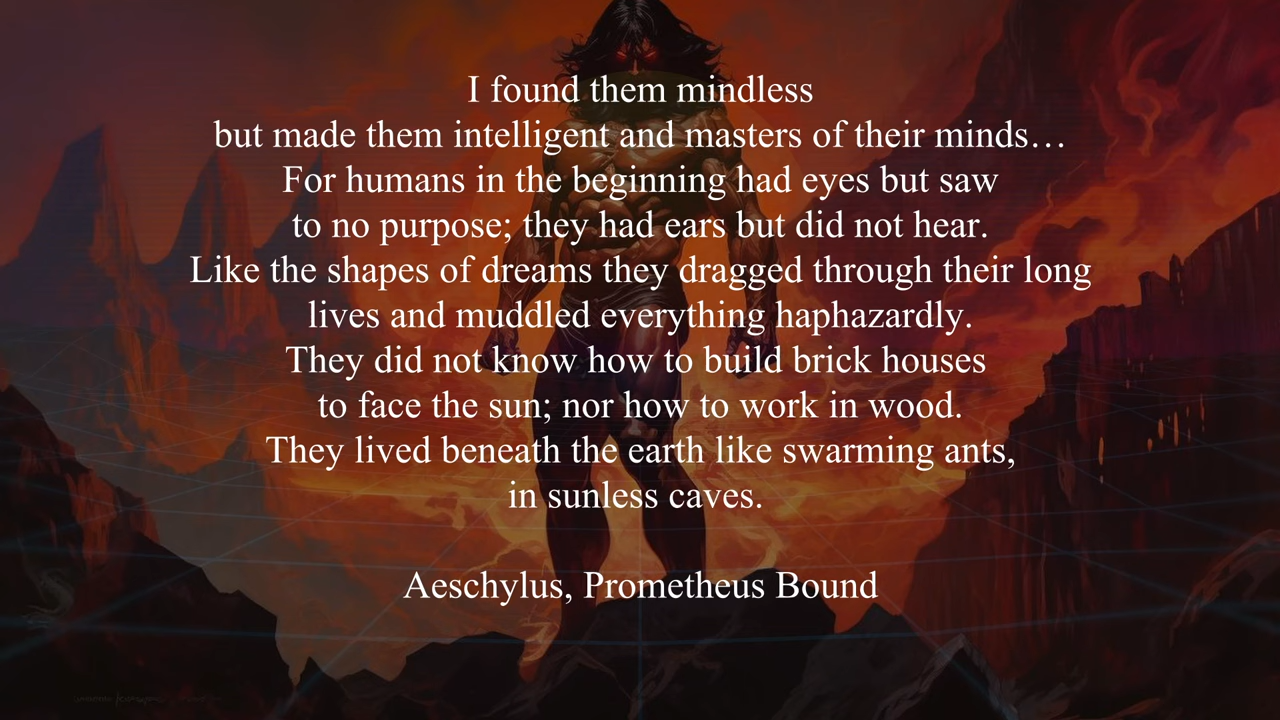 I found them mindless
but made them intelligent and masters of their minds…
For humans in the beginning had eyes but saw
to no purpose; they had ears but did not hear.
Like the shapes of dreams they dragged through their long
lives and muddled everything haphazardly.
They did not know how to build brick houses
to face the sun; nor how to work in wood.
They lived beneath the earth like swarming ants,
in sunless caves.
Aeschylus, Prometheus Bound